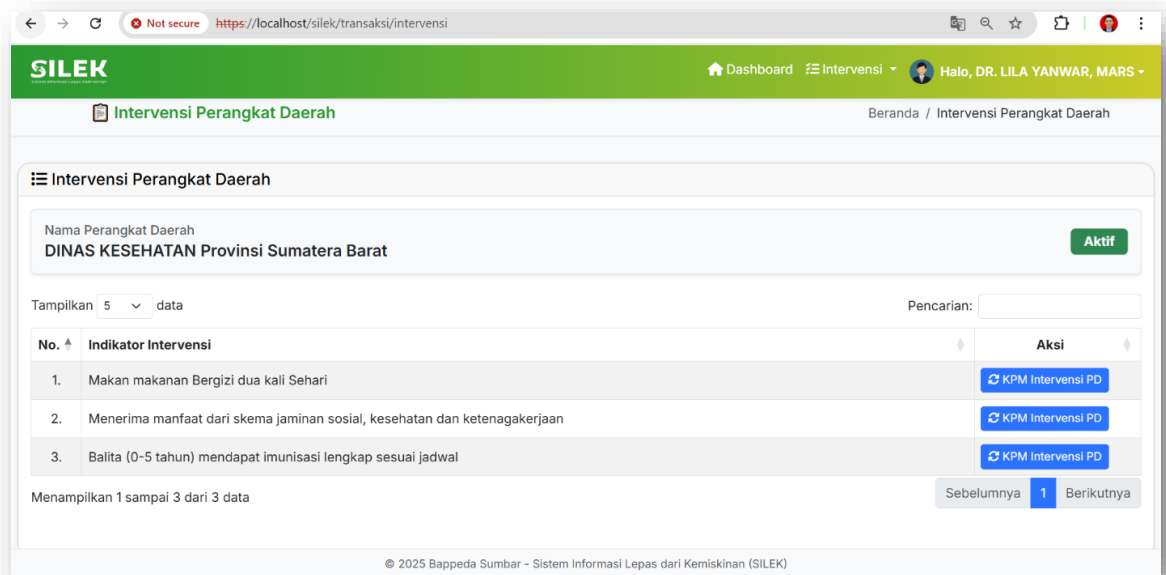 Not secure https://localhost/silek/transaksi/intervensi
SILEK
Dashboard Intervensi Halo, DR. LILA YANWAR, MARS
Intervensi Perangkat Daerah Beranda / Intervensi Perangkat Daerah
Intervensi Perangkat Daerah
Nama Perangkat Daerah
DINAS KESEHATAN Provinsi Sumatera Barat Aktif
Tampilkan 5 data Pencarian:
No. Indikator Intervensi Aksi
1. Makan makanan Bergizi dua kali Sehari KPM Intervensi PD
2. Menerima manfaat dari skema jaminan sosial, kesehatan dan ketenagakerjaan KPM Intervensi PD
3. Balita (0-5 tahun) mendapat imunisasi lengkap sesuai jadwal KPM Intervensi PD
Menampilkan 1 sampai 3 dari 3 data Sebelumnya 1 Berikutnya
© 2025 Bappeda Sumbar - Sistem Informasi Lepas dari Kemiskinan (SILEK)